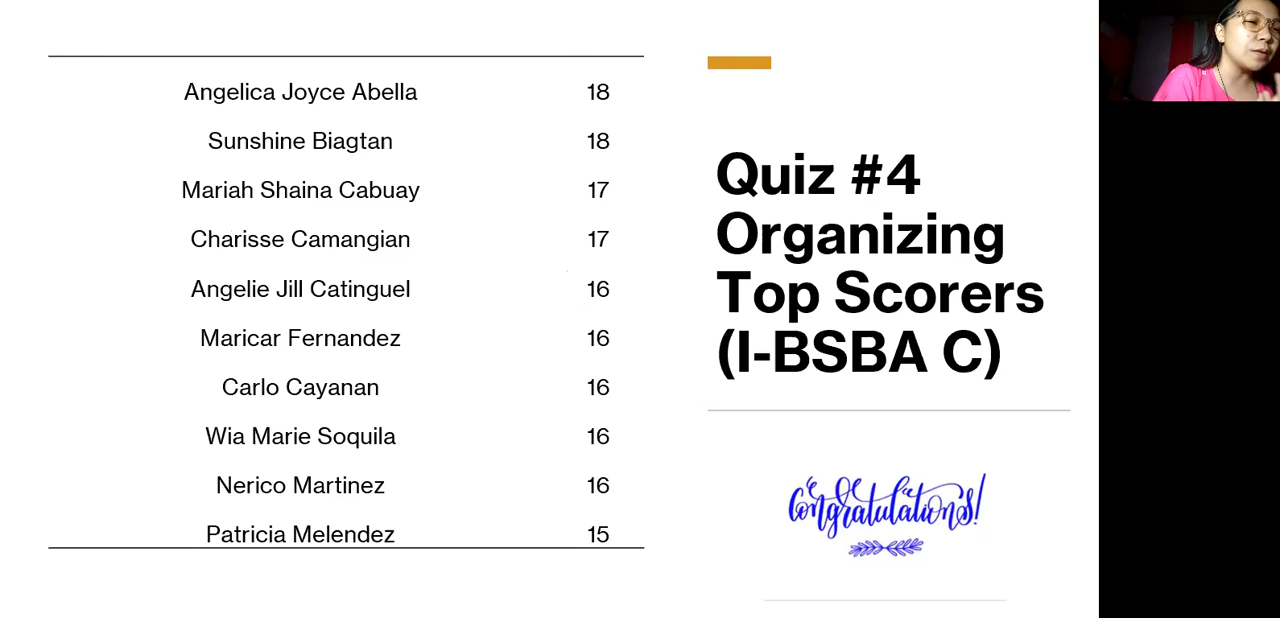 Angelica Joyce Abella 18
Sunshine Biagtan 18
Mariah Shaina Cabuay 17
Charisse Camangian 17
Angelie Jill Catinguel 16
Maricar Fernandez 16
Carlo Cayanan 16
Wia Marie Soquila 16
Nerico Martinez 16
Patricia Melendez 15
Quiz #4
Organizing
Top Scorers
(I-BSBA C)
Congratulations!